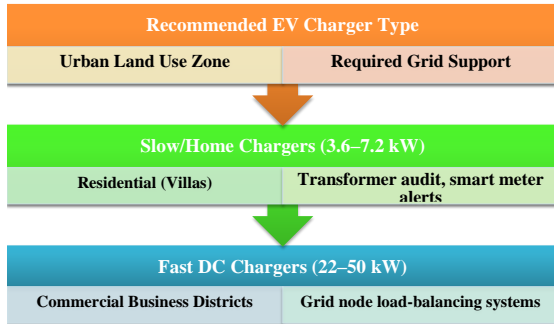 Recommended EV Charger Type
Urban Land Use Zone
Required Grid Support
Slow/Home Chargers (3.6–7.2 kW)
Residential (Villas)
Transformer audit, smart meter
alerts
Fast DC Chargers (22–50 kW)
Commercial Business Districts
Grid node load-balancing systems